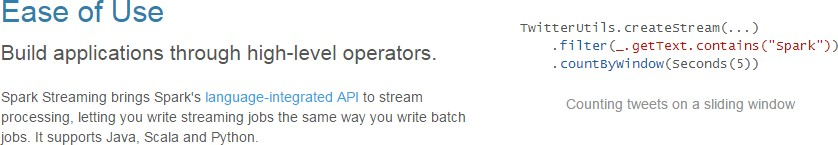 Ease of Use
Build applications through high-level operators.
Spark Streaming brings Spark's language-integrated API to stream
processing, letting you write streaming jobs the same way you write batch
jobs. It supports Java, Scala and Python.
TwitterUtils.createStream(...)
    .filter(_.getText.contains("Spark"))
    .countByWindow(Seconds(5))
Counting tweets on a sliding window